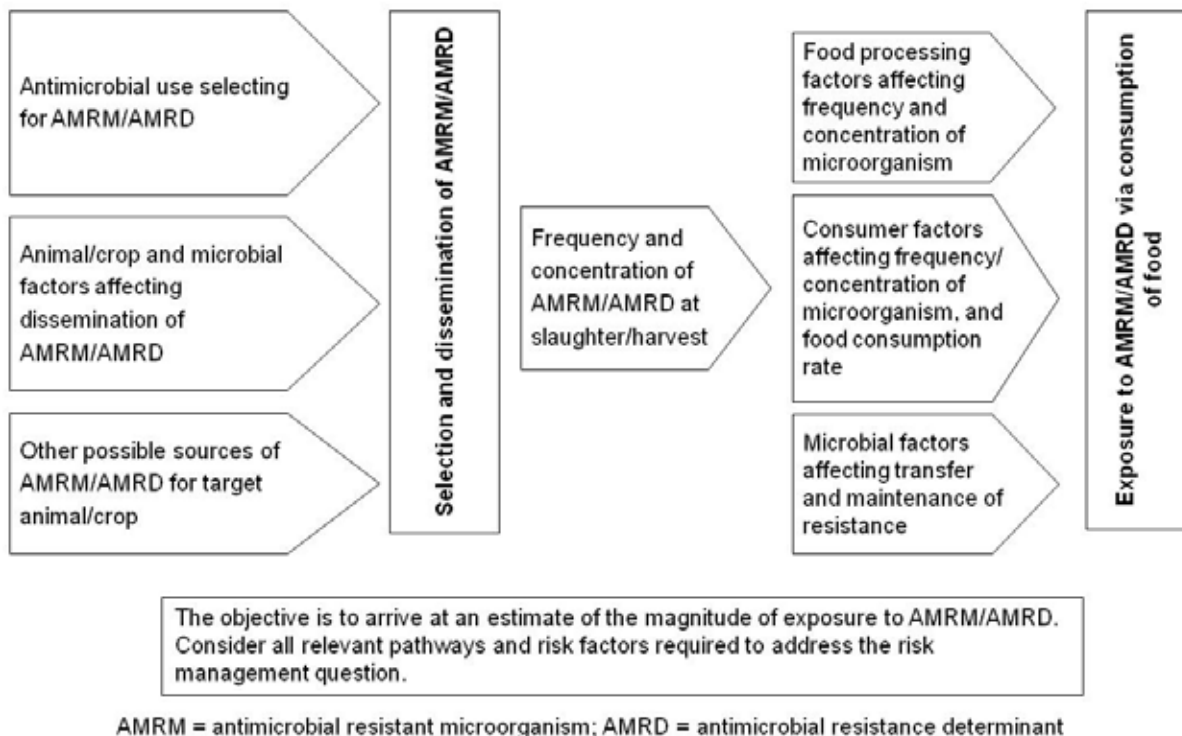 Antimicrobial use selecting
for AMRM/AMRD
Animal/crop and microbial
factors affecting
dissemination of
AMRM/AMRD
Other possible sources of
AMRM/AMRD for target
animal/crop
Selection and dissemination of AMRM/AMRD
Frequency and
concentration of
AMRM/AMRD at
slaughter/harvest
Food processing
factors affecting
frequency and
concentration of
microorganism
Consumer factors
affecting frequency/
concentration of
microorganism, and
food consumption
rate
Microbial factors
affecting transfer
and maintenance of
resistance
Exposure to AMRM/AMRD via consumption
of food
The objective is to arrive at an estimate of the magnitude of exposure to AMRM/AMRD.
Consider all relevant pathways and risk factors required to address the risk
management question.
AMRM = antimicrobial resistant microorganism; AMRD = antimicrobial resistance determinant